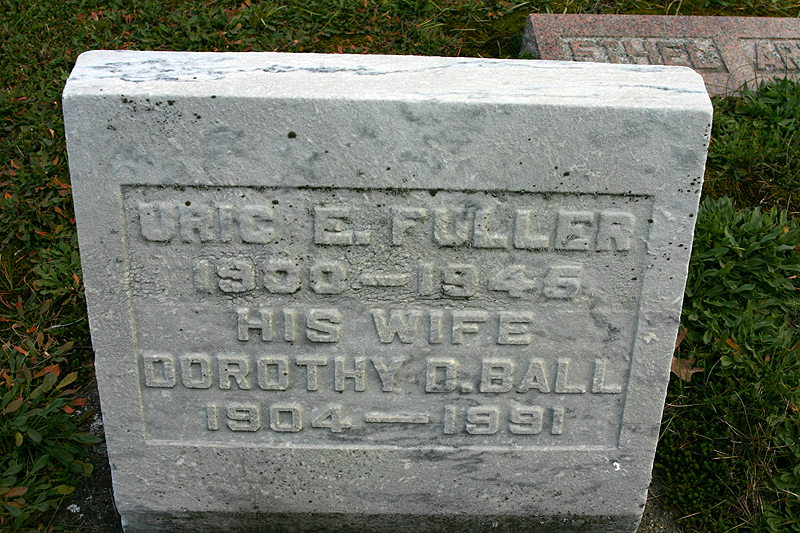 URIC E. FULLER
1900 — 1945
HIS WIFE
DOROTHY D. BALL
1904 — 1991